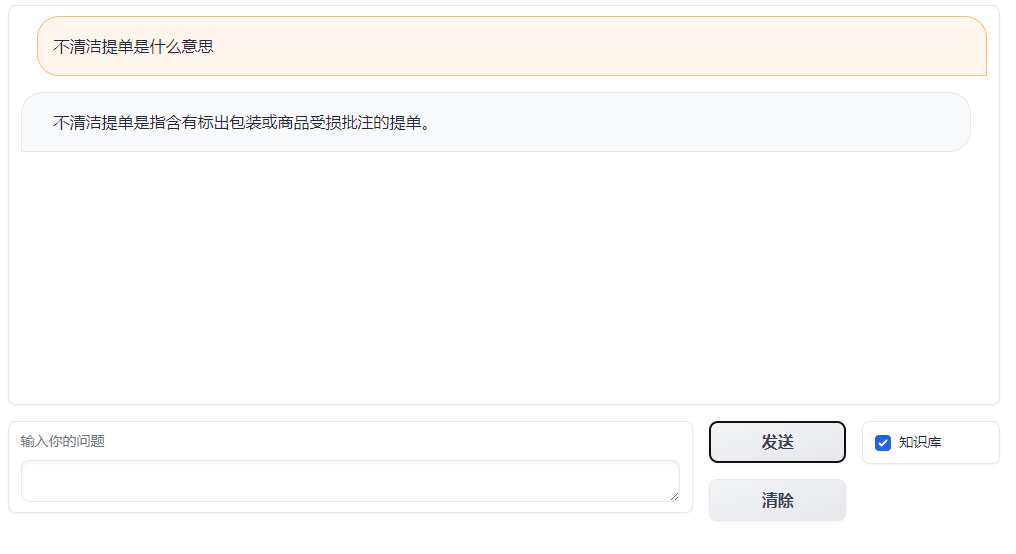 不清洁提单是什么意思
不清洁提单是指含有标出包装或商品受损批注的提单。
输入你的问题
发送
知识库
清除